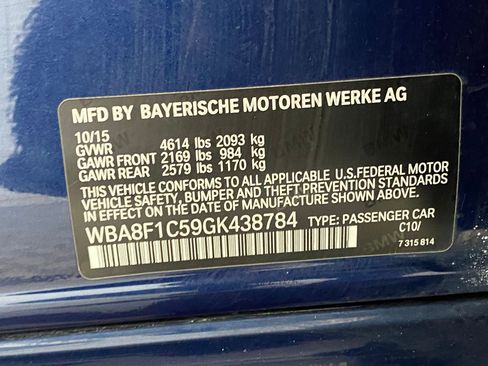 MFD BY BAYERISCHE MOTOREN WERKE AG
10/15
GVWR 4614 lbs 2093 kg
GAWR FRONT 2169 lbs 984 kg
GAWR REAR 2579 lbs 1170 kg
THIS VEHICLE CONFORMS TO ALL APPLICABLE U.S.FEDERAL MOTOR
VEHICLE SAFETY, BUMPER AND THEFT PREVENTION STANDARDS
IN EFFECT ON THE DATE OF MANUFACTURE SHOWN ABOVE.
WBA8F1C59GK438784 TYPE: PASSENGER CAR
C10/
7 315 814